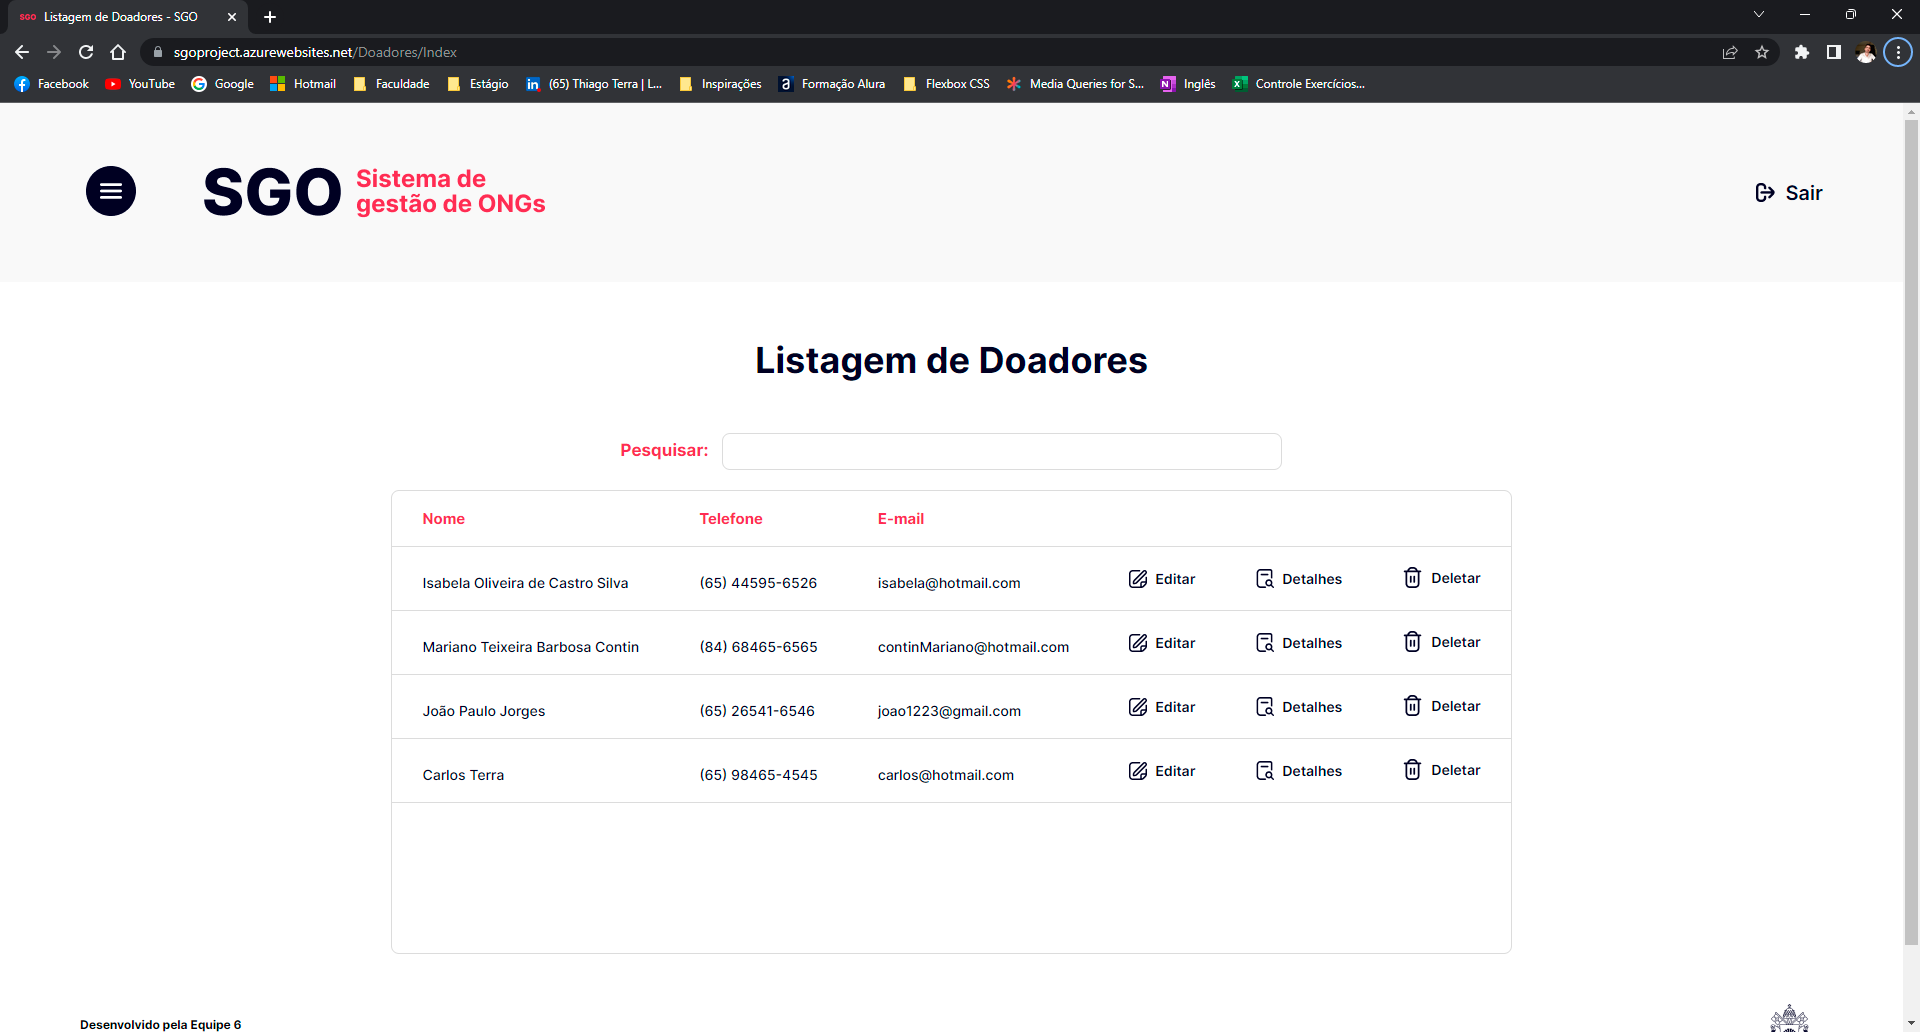 SGO Listagem de Doadores - SGO
sgoproject.azurewebsites.net/Doadores/Index
Facebook YouTube Google Hotmail Faculdade Estágio in (65) Thiago Terra | L... Inspirações a Formação Alura Flexbox CSS Media Queries for S... N Inglês X Controle Exercícios...
SGO Sistema de
gestão de ONGs
Sair
Listagem de Doadores
Pesquisar:
Nome Telefone E-mail
Isabela Oliveira de Castro Silva (65) 44595-6526 isabela@hotmail.com Editar Detalhes Deletar
Mariano Teixeira Barbosa Contin (84) 68465-6565 continMariano@hotmail.com Editar Detalhes Deletar
João Paulo Jorges (65) 26541-6546 joao1223@gmail.com Editar Detalhes Deletar
Carlos Terra (65) 98465-4545 carlos@hotmail.com Editar Detalhes Deletar
Desenvolvido pela Equipe 6